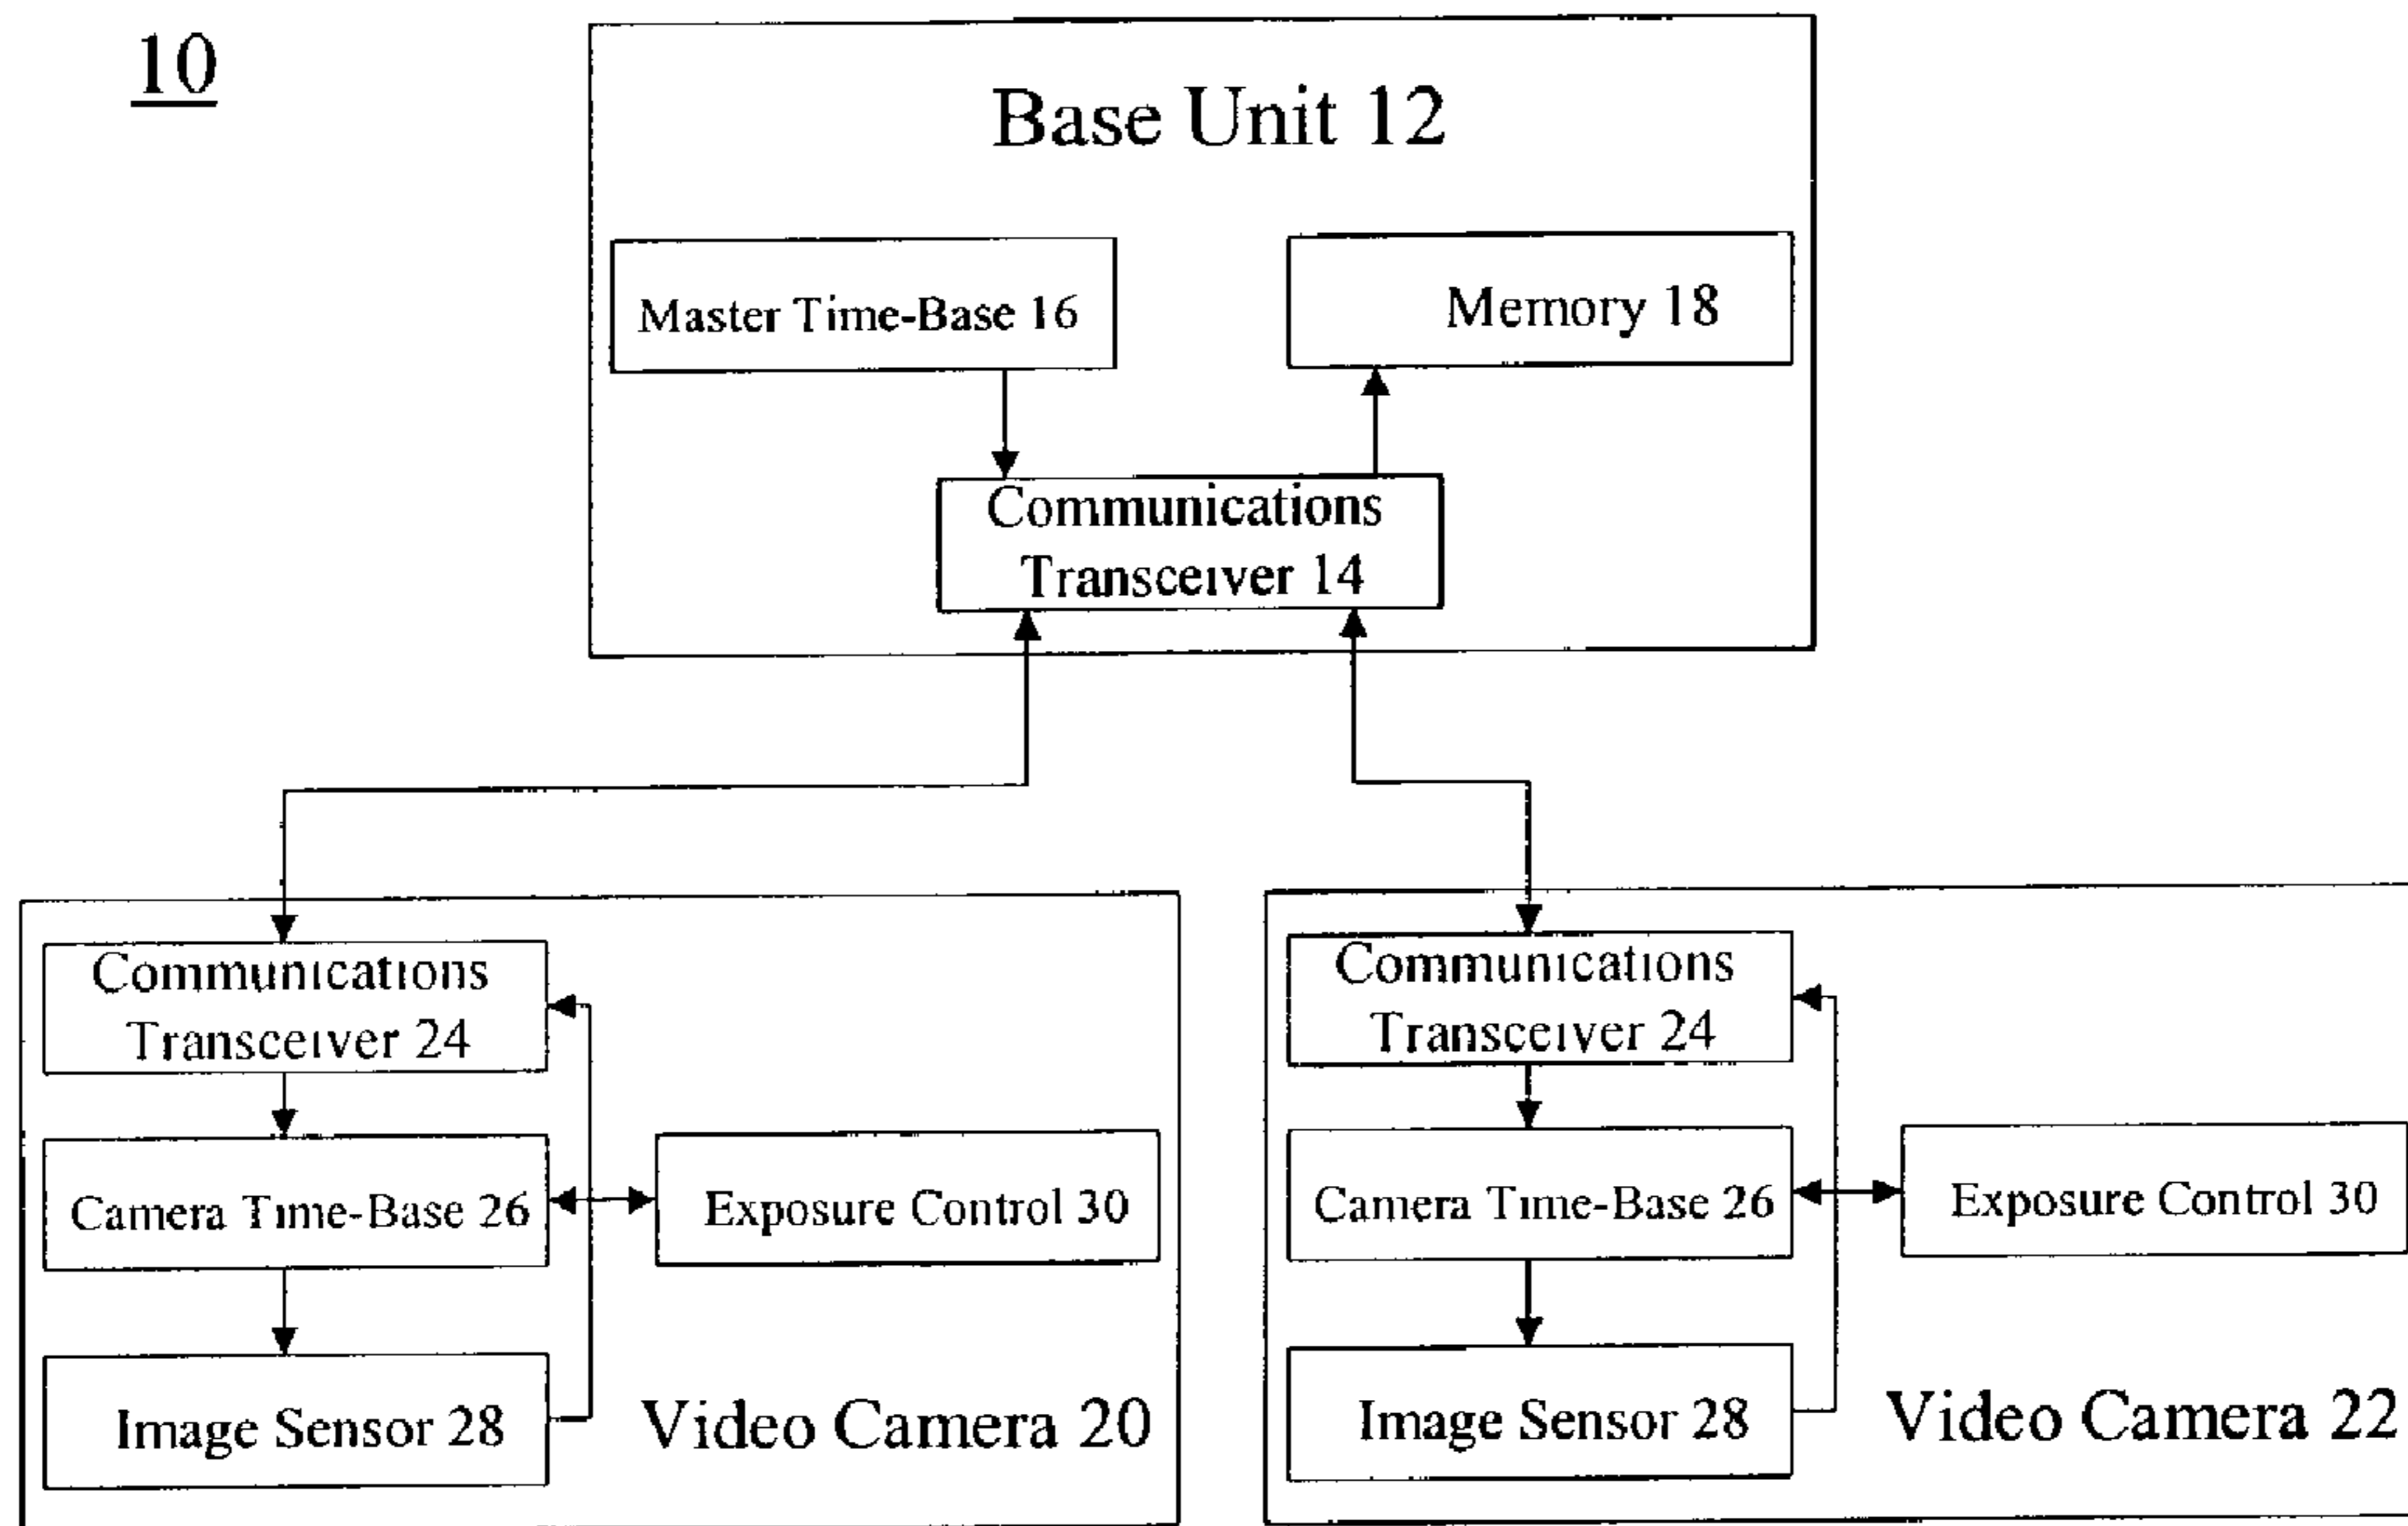 10
Base Unit 12
Master Time-Base 16
Memory 18
Communications
Transceiver 14
Communications
Transceiver 24
Camera Time-Base 26
Exposure Control 30
Image Sensor 28
Video Camera 20
Communications
Transceiver 24
Camera Time-Base 26
Exposure Control 30
Image Sensor 28
Video Camera 22